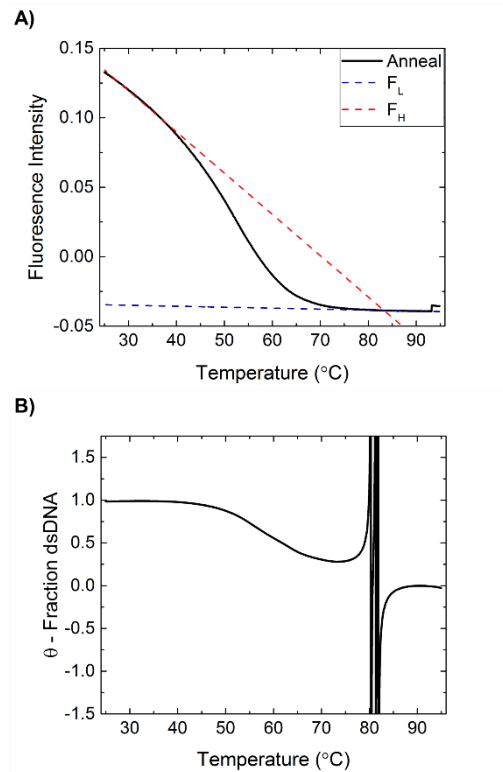 A)
0.15
0.10
0.05
0.00
-0.05
Fluoresence Intensity
Anneal
F_L
F_H
30 40 50 60 70 80 90
Temperature (°C)
B)
1.5
1.0
0.5
0.0
-0.5
-1.0
-1.5
θ - Fraction dsDNA
30 40 50 60 70 80 90
Temperature (°C)